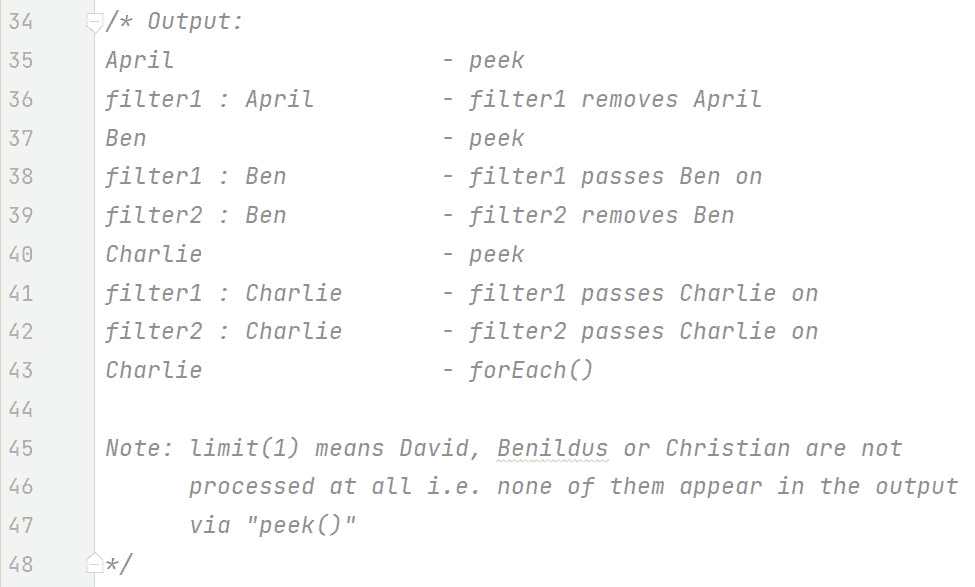 34 /* Output:
35 April - peek
36 filter1 : April - filter1 removes April
37 Ben - peek
38 filter1 : Ben - filter1 passes Ben on
39 filter2 : Ben - filter2 removes Ben
40 Charlie - peek
41 filter1 : Charlie - filter1 passes Charlie on
42 filter2 : Charlie - filter2 passes Charlie on
43 Charlie - forEach()
44
45 Note: limit(1) means David, Benildus or Christian are not
46 processed at all i.e. none of them appear in the output
47 via "peek()"
48 */